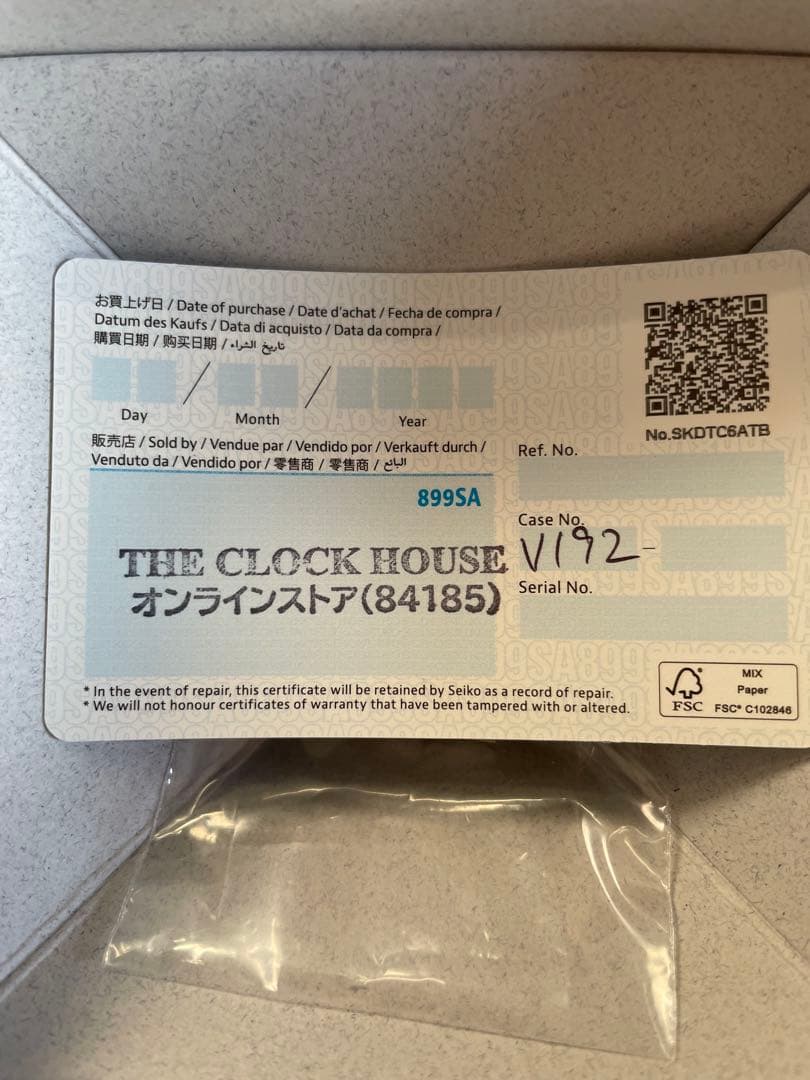 お買上げ日 / Date of purchase / Date d'achat / Fecha de compra /
Datum des Kaufs / Data di acquisto / Data da compra /
購買日期 / 购买日期 / تاريخ الشراء
/ /
Day Month Year
販売店 / Sold by / Vendue par / Vendido por / Verkauft durch /
Venduto da / Vendido por / 零售商 / 零售商 / البائع
899SA
THE CLOCK HOUSE
オンラインストア(84185)
No.SKDTC6ATB
Ref. No.
Case No.
V192-
Serial No.
* In the event of repair, this certificate will be retained by Seiko as a record of repair.
* We will not honour certificates of warranty that have been tampered with or altered.
FSC
MIX
Paper
FSC® C102846